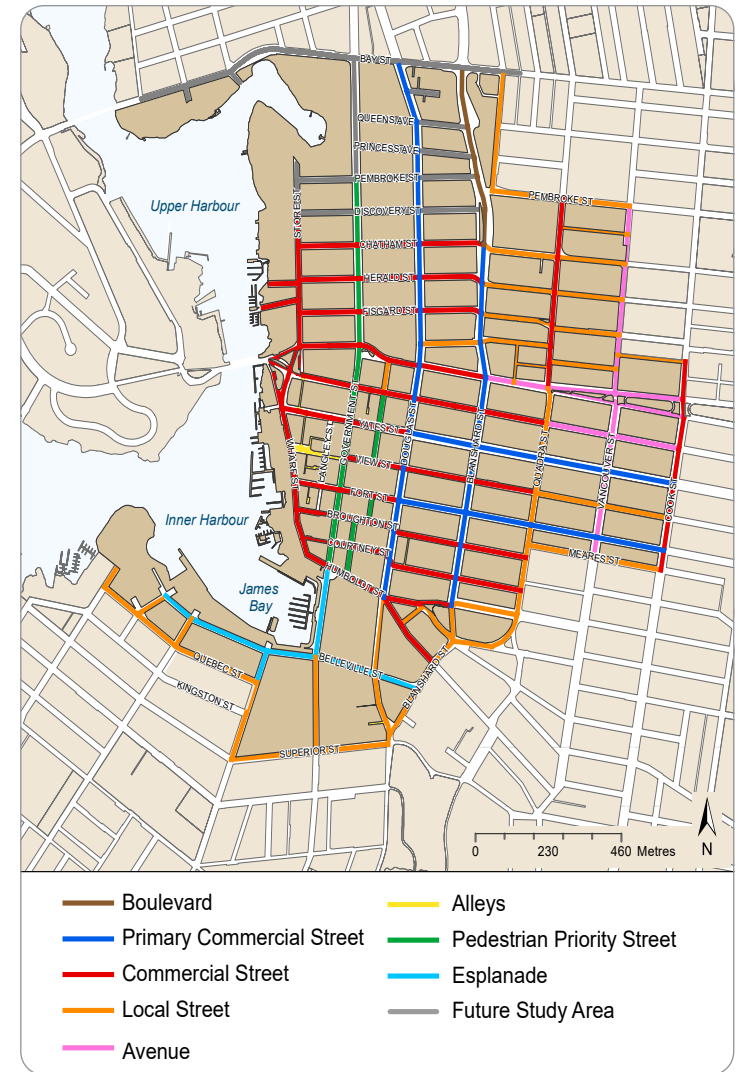 BAY ST
QUEENS AVE
PRINCESS AVE
PEMBROKE ST
PEMBROKE ST
Upper Harbour
STORE ST
DISCOVERY ST
CHATHAM ST
HERALD ST
FISGARD ST
GOVERNMENT ST
DOUGLAS ST
BLANSHARD ST
YATES ST
LANGLEY ST
WHARF ST
QUADRA ST
VANCOUVER ST
VIEW ST
COOK ST
FORT ST
Inner Harbour
BROUGHTON ST
COURTNEY ST
MEARES ST
HUMBOLDT ST
James
Bay
BELLEVILLE ST
QUEBEC ST
BLANSHARD ST
KINGSTON ST
SUPERIOR ST
0 230 460 Metres
N
Boulevard
Primary Commercial Street
Commercial Street
Local Street
Avenue
Alleys
Pedestrian Priority Street
Esplanade
Future Study Area